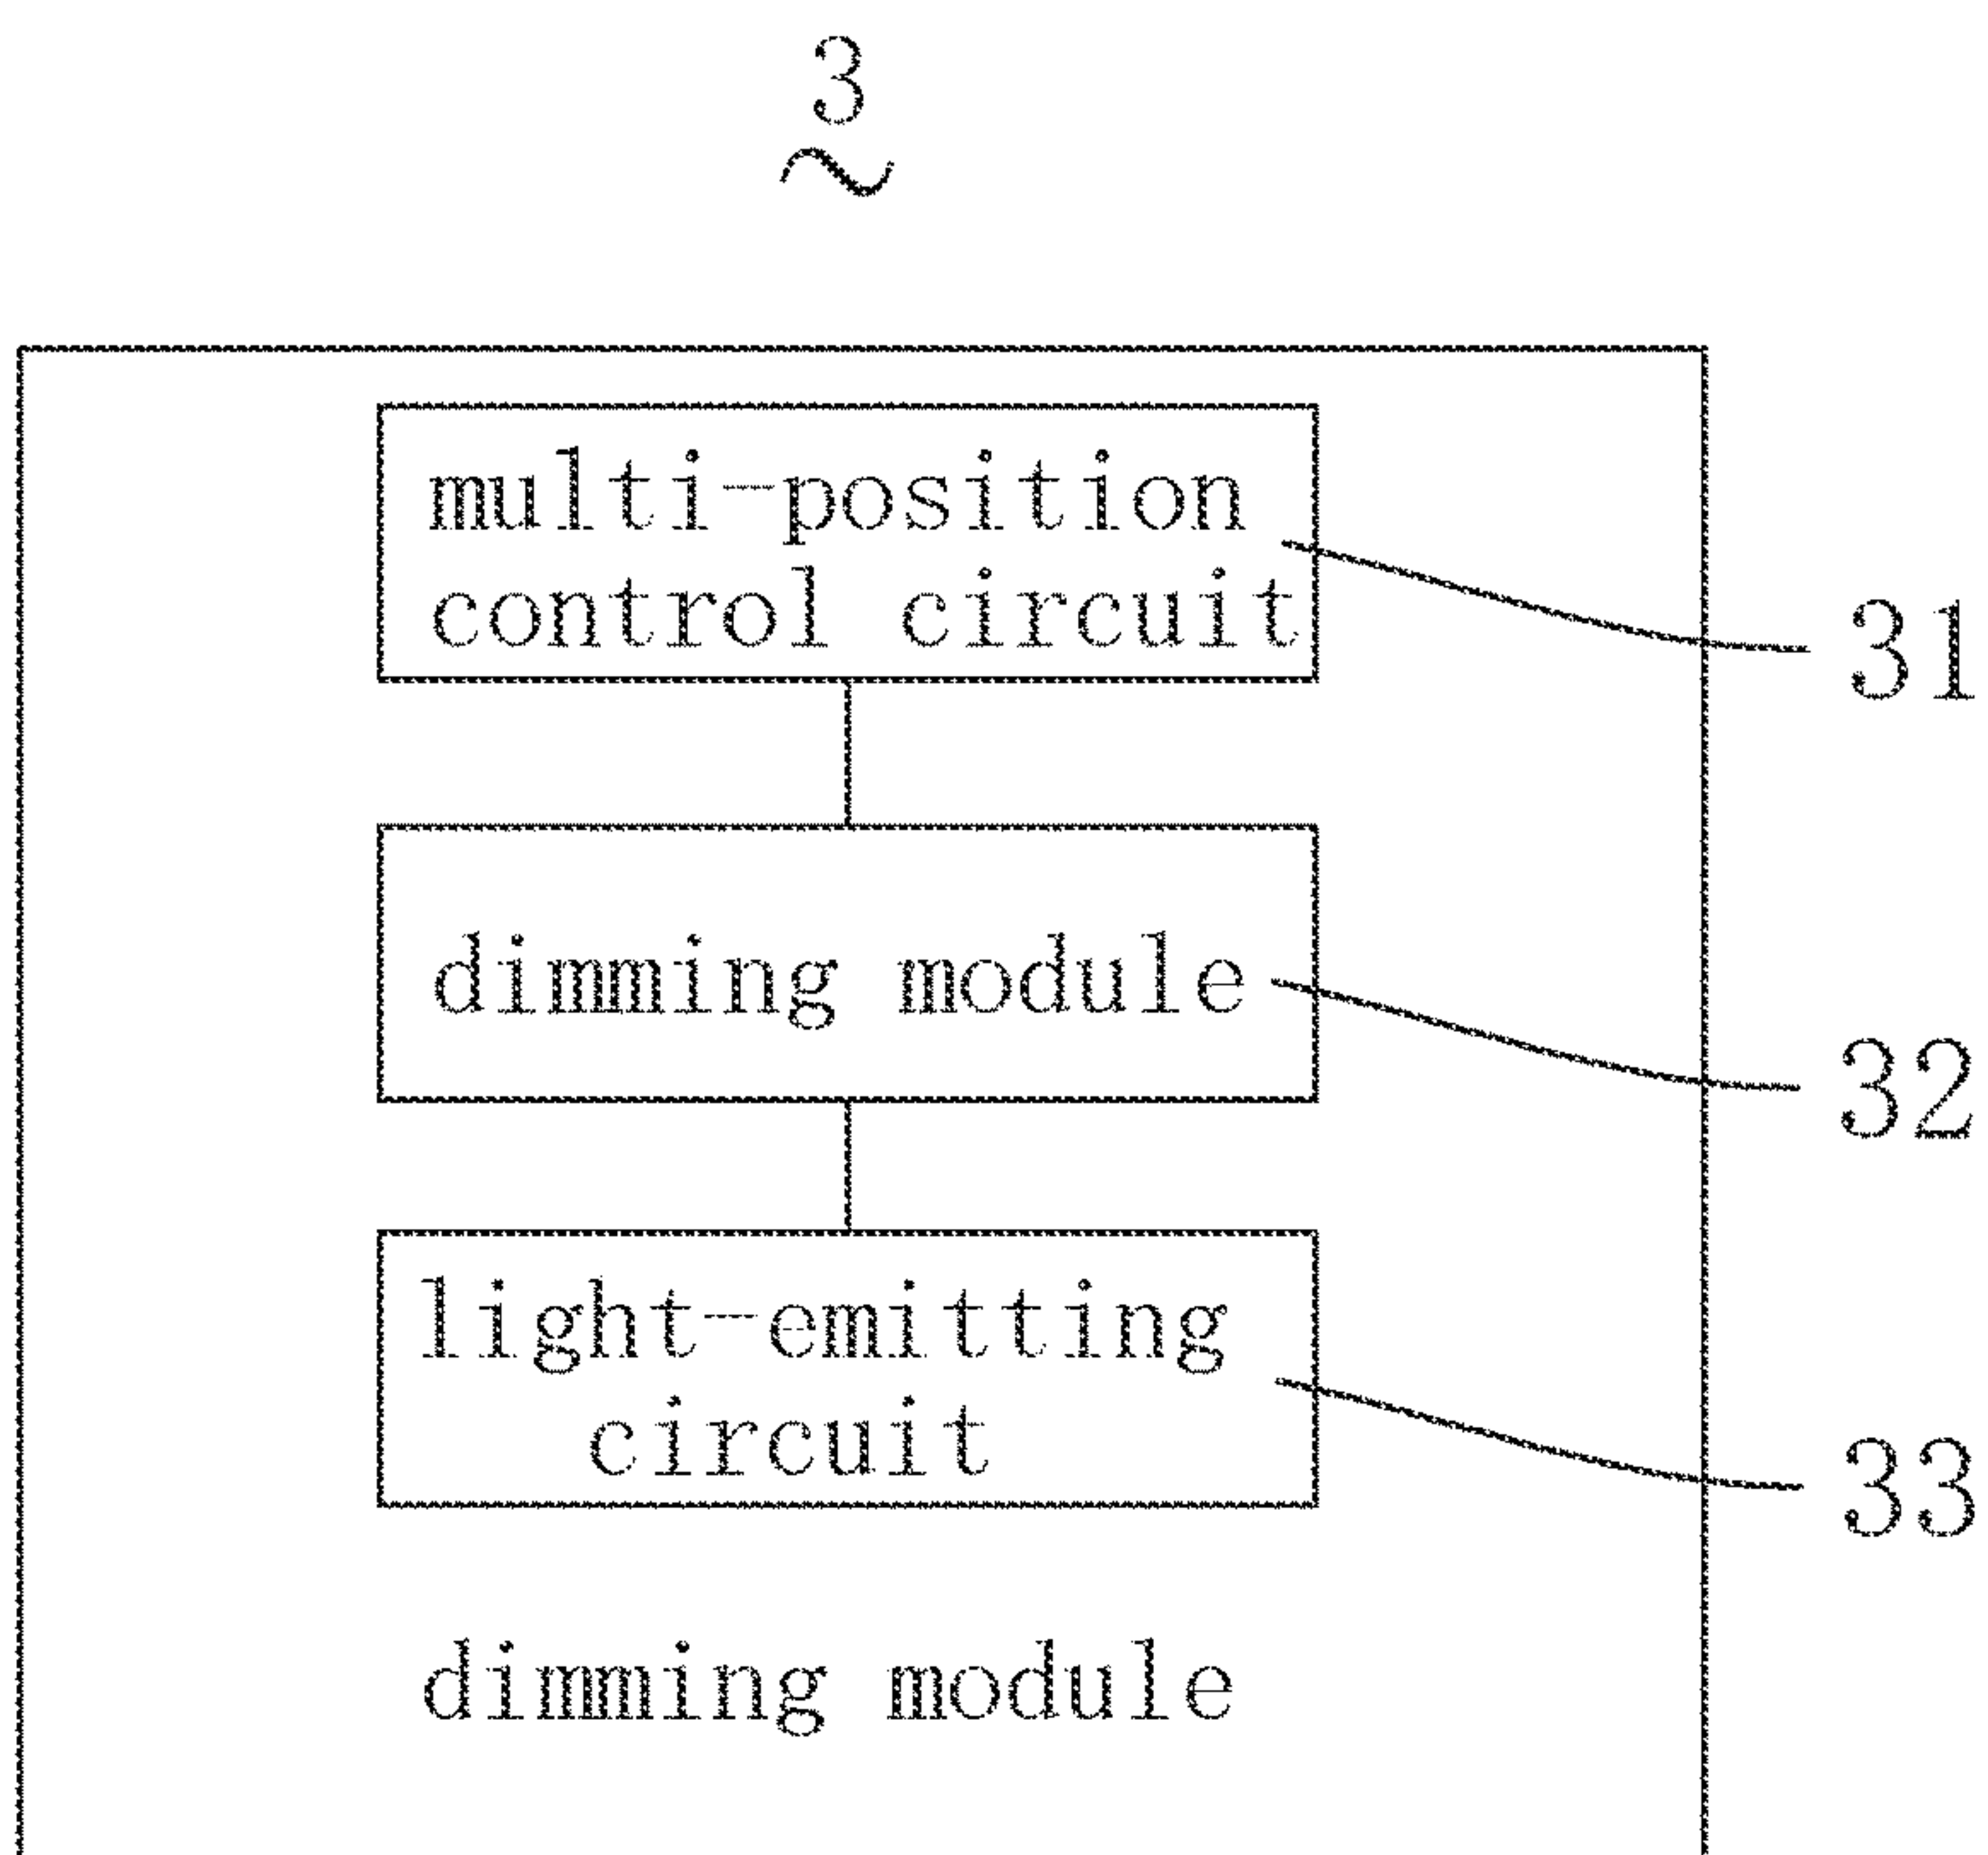 3
multi-position
control circuit
31
dimming module
32
light-emitting
circuit
33
dimming module